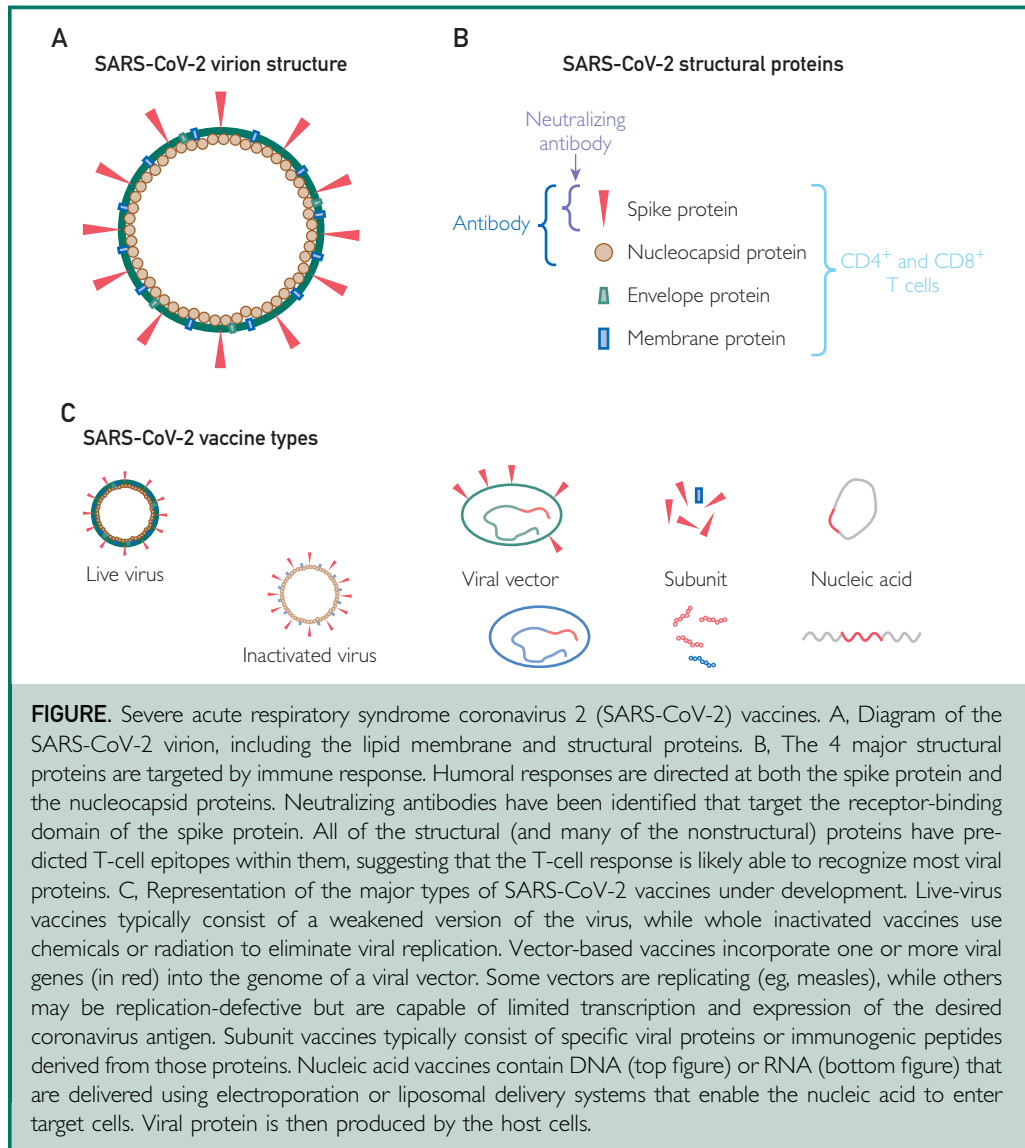 A
SARS-CoV-2 virion structure
B
SARS-CoV-2 structural proteins
Neutralizing
antibody
Antibody
Spike protein
Nucleocapsid protein
Envelope protein
Membrane protein
CD4+ and CD8+
T cells
C
SARS-CoV-2 vaccine types
Live virus
Inactivated virus
Viral vector
Subunit
Nucleic acid
FIGURE. Severe acute respiratory syndrome coronavirus 2 (SARS-CoV-2) vaccines. A, Diagram of the
SARS-CoV-2 virion, including the lipid membrane and structural proteins. B, The 4 major structural
proteins are targeted by immune response. Humoral responses are directed at both the spike protein and
the nucleocapsid proteins. Neutralizing antibodies have been identified that target the receptor-binding
domain of the spike protein. All of the structural (and many of the nonstructural) proteins have pre-
dicted T-cell epitopes within them, suggesting that the T-cell response is likely able to recognize most viral
proteins. C, Representation of the major types of SARS-CoV-2 vaccines under development. Live-virus
vaccines typically consist of a weakened version of the virus, while whole inactivated vaccines use
chemicals or radiation to eliminate viral replication. Vector-based vaccines incorporate one or more viral
genes (in red) into the genome of a viral vector. Some vectors are replicating (eg, measles), while others
may be replication-defective but are capable of limited transcription and expression of the desired
coronavirus antigen. Subunit vaccines typically consist of specific viral proteins or immunogenic peptides
derived from those proteins. Nucleic acid vaccines contain DNA (top figure) or RNA (bottom figure) that
are delivered using electroporation or liposomal delivery systems that enable the nucleic acid to enter
target cells. Viral protein is then produced by the host cells.